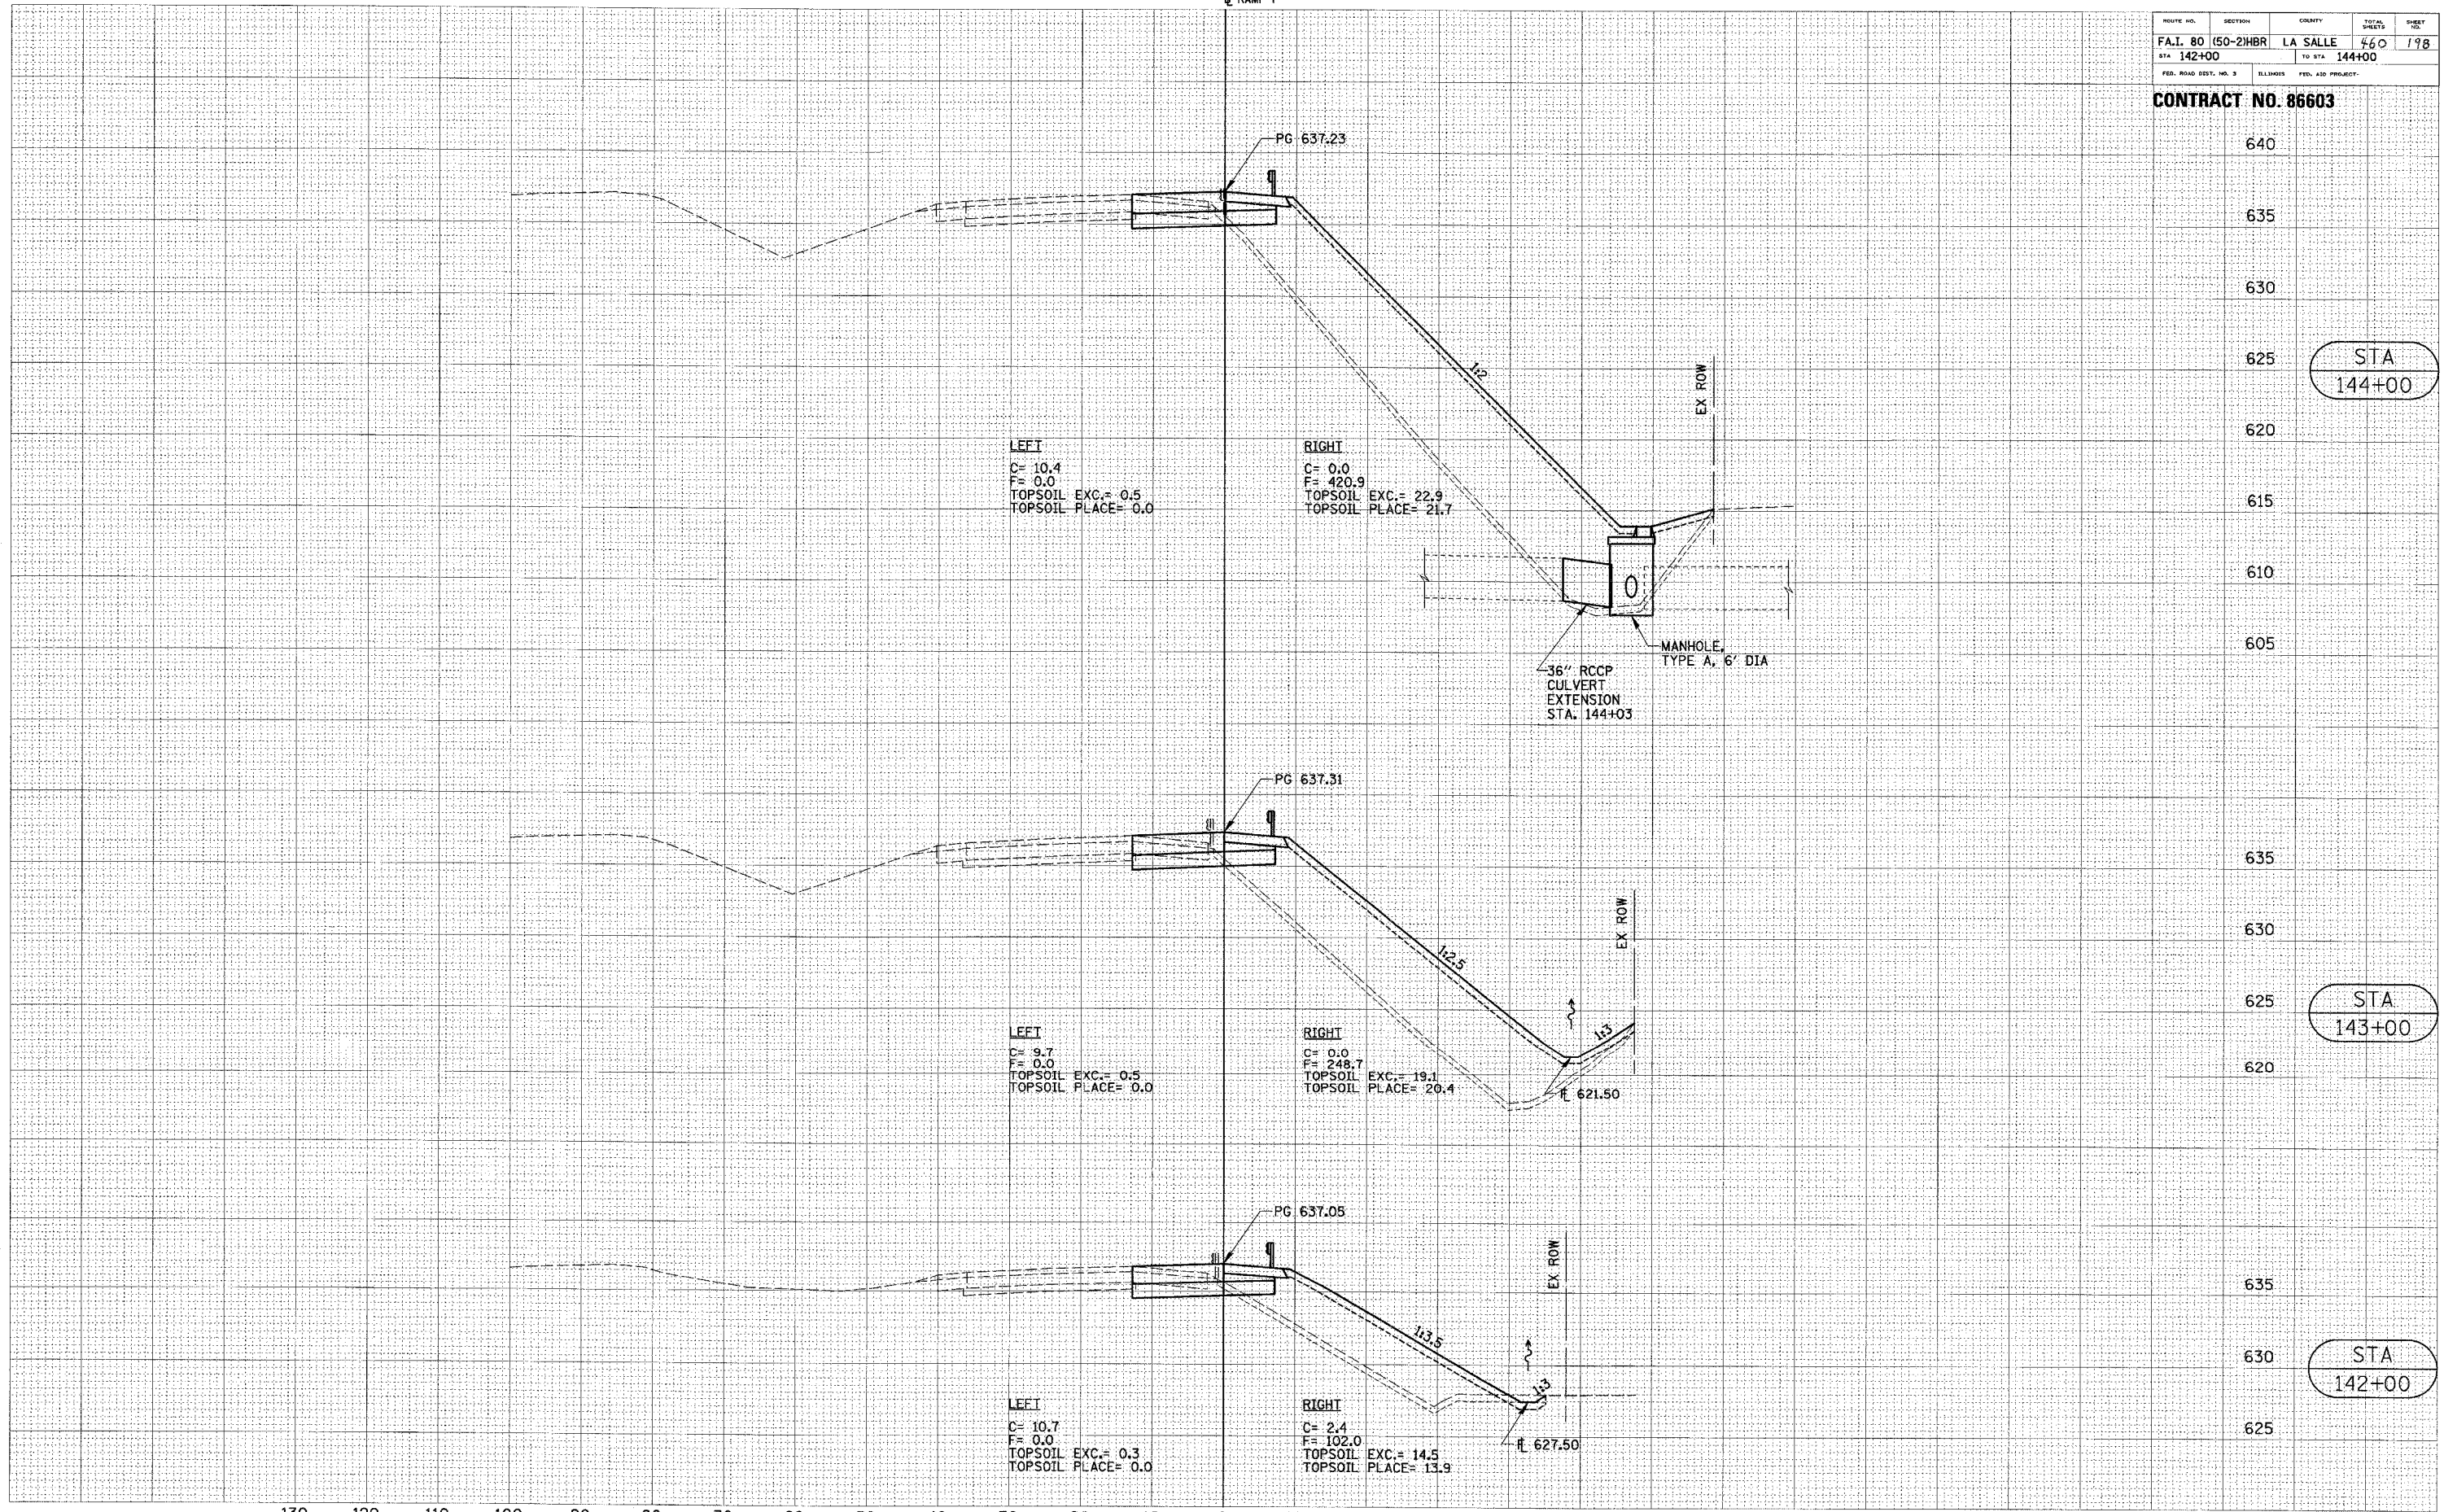 ℄ RAMP
ROUTE NO. SECTION COUNTY TOTAL SHEETS SHEET NO.
F.A.I. 80 (50-2)HBR LA SALLE 460 198
STA 142+00 TO STA 144+00
FED. ROAD DIST. NO. 3 ILLINOIS FED. AID PROJECT-
CONTRACT NO. 86603
PG 637.23
640
635
630
625
620
615
610
605
STA
144+00
1:2
EX ROW
LEFT
C= 10.4
F= 0.0
TOPSOIL EXC.= 0.5
TOPSOIL PLACE= 0.0
RIGHT
C= 0.0
F= 420.9
TOPSOIL EXC.= 22.9
TOPSOIL PLACE= 21.7
MANHOLE,
TYPE A, 6' DIA
36" RCCP
CULVERT
EXTENSION
STA. 144+03
PG 637.31
635
630
625
620
STA
143+00
1:2.5
1:3
EX ROW
LEFT
C= 9.7
F= 0.0
TOPSOIL EXC.= 0.5
TOPSOIL PLACE= 0.0
RIGHT
C= 0.0
F= 248.7
TOPSOIL EXC.= 19.1
TOPSOIL PLACE= 20.4
FL 621.50
PG 637.05
635
630
625
STA
142+00
1:3.5
1:3
EX ROW
LEFT
C= 10.7
F= 0.0
TOPSOIL EXC.= 0.3
TOPSOIL PLACE= 0.0
RIGHT
C= 2.4
F= 102.0
TOPSOIL EXC.= 14.5
TOPSOIL PLACE= 13.9
FL 627.50